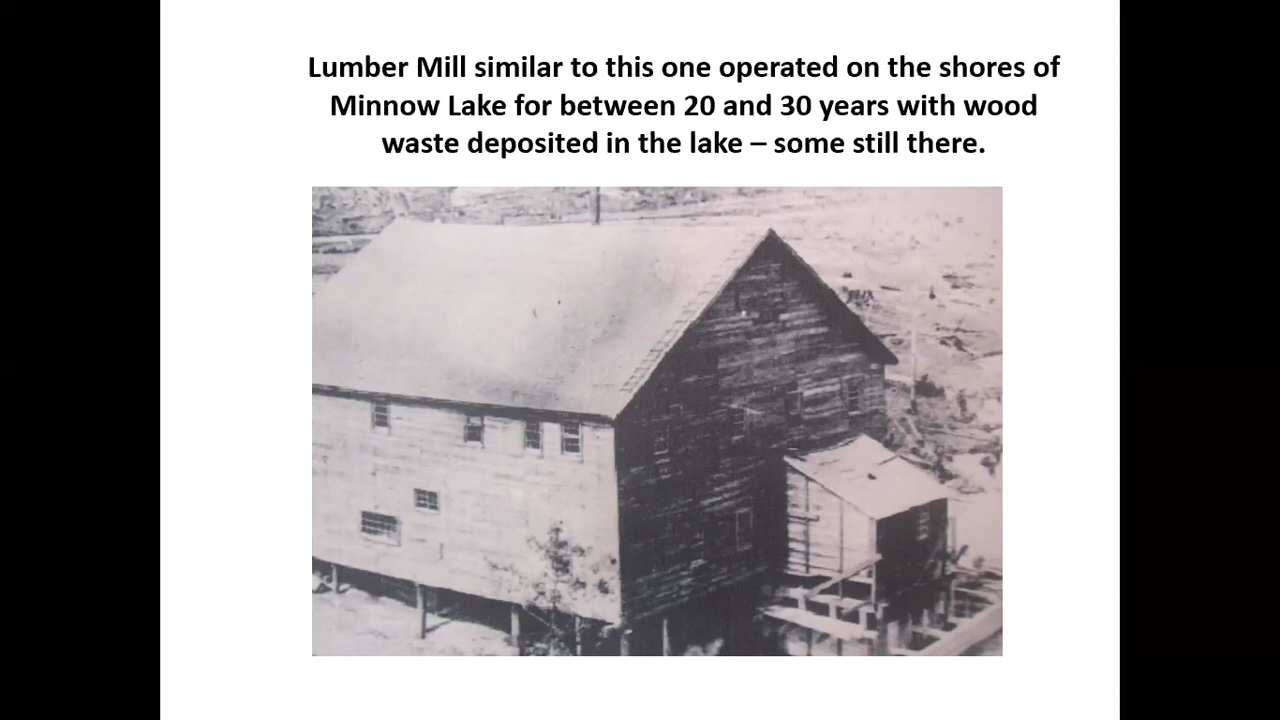 Lumber Mill similar to this one operated on the shores of
Minnow Lake for between 20 and 30 years with wood
waste deposited in the lake – some still there.